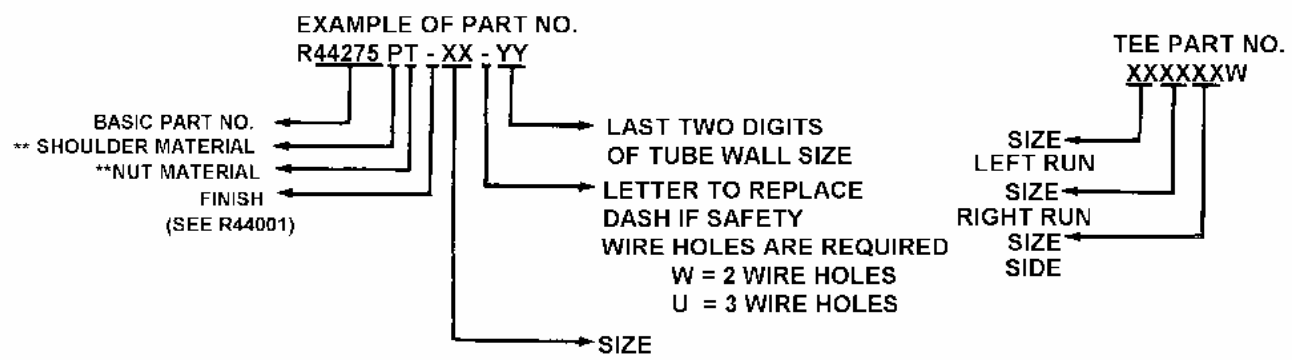 EXAMPLE OF PART NO.
R44275 PT - XX - YY
BASIC PART NO.
** SHOULDER MATERIAL
**NUT MATERIAL
FINISH
(SEE R44001)
LAST TWO DIGITS
OF TUBE WALL SIZE
LETTER TO REPLACE
DASH IF SAFETY
WIRE HOLES ARE REQUIRED
W = 2 WIRE HOLES
U = 3 WIRE HOLES
SIZE
TEE PART NO.
XXXXXXW
SIZE
LEFT RUN
SIZE
RIGHT RUN
SIZE
SIDE